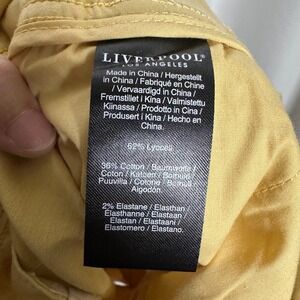 LIVERPOOL
LOS ANGELES
Made in China / Hergestellt
in China / Fabriqué en Chine
/ Vervaardigd in China /
Fremstillet i Kina / Valmistettu
Kiinassa / Prodotto in Cina /
Produsert i Kina / Hecho en
China.
62% Lyocell
36% Cotton / Baumwolle /
Coton / Katoen / Bomuld /
Puuvilla / Cotone / Bomull /
Algodón.
2% Elastane / Elasthan /
Elasthanne / Elastaan /
Elastan / Elastaani /
Elastomero / Elastano.